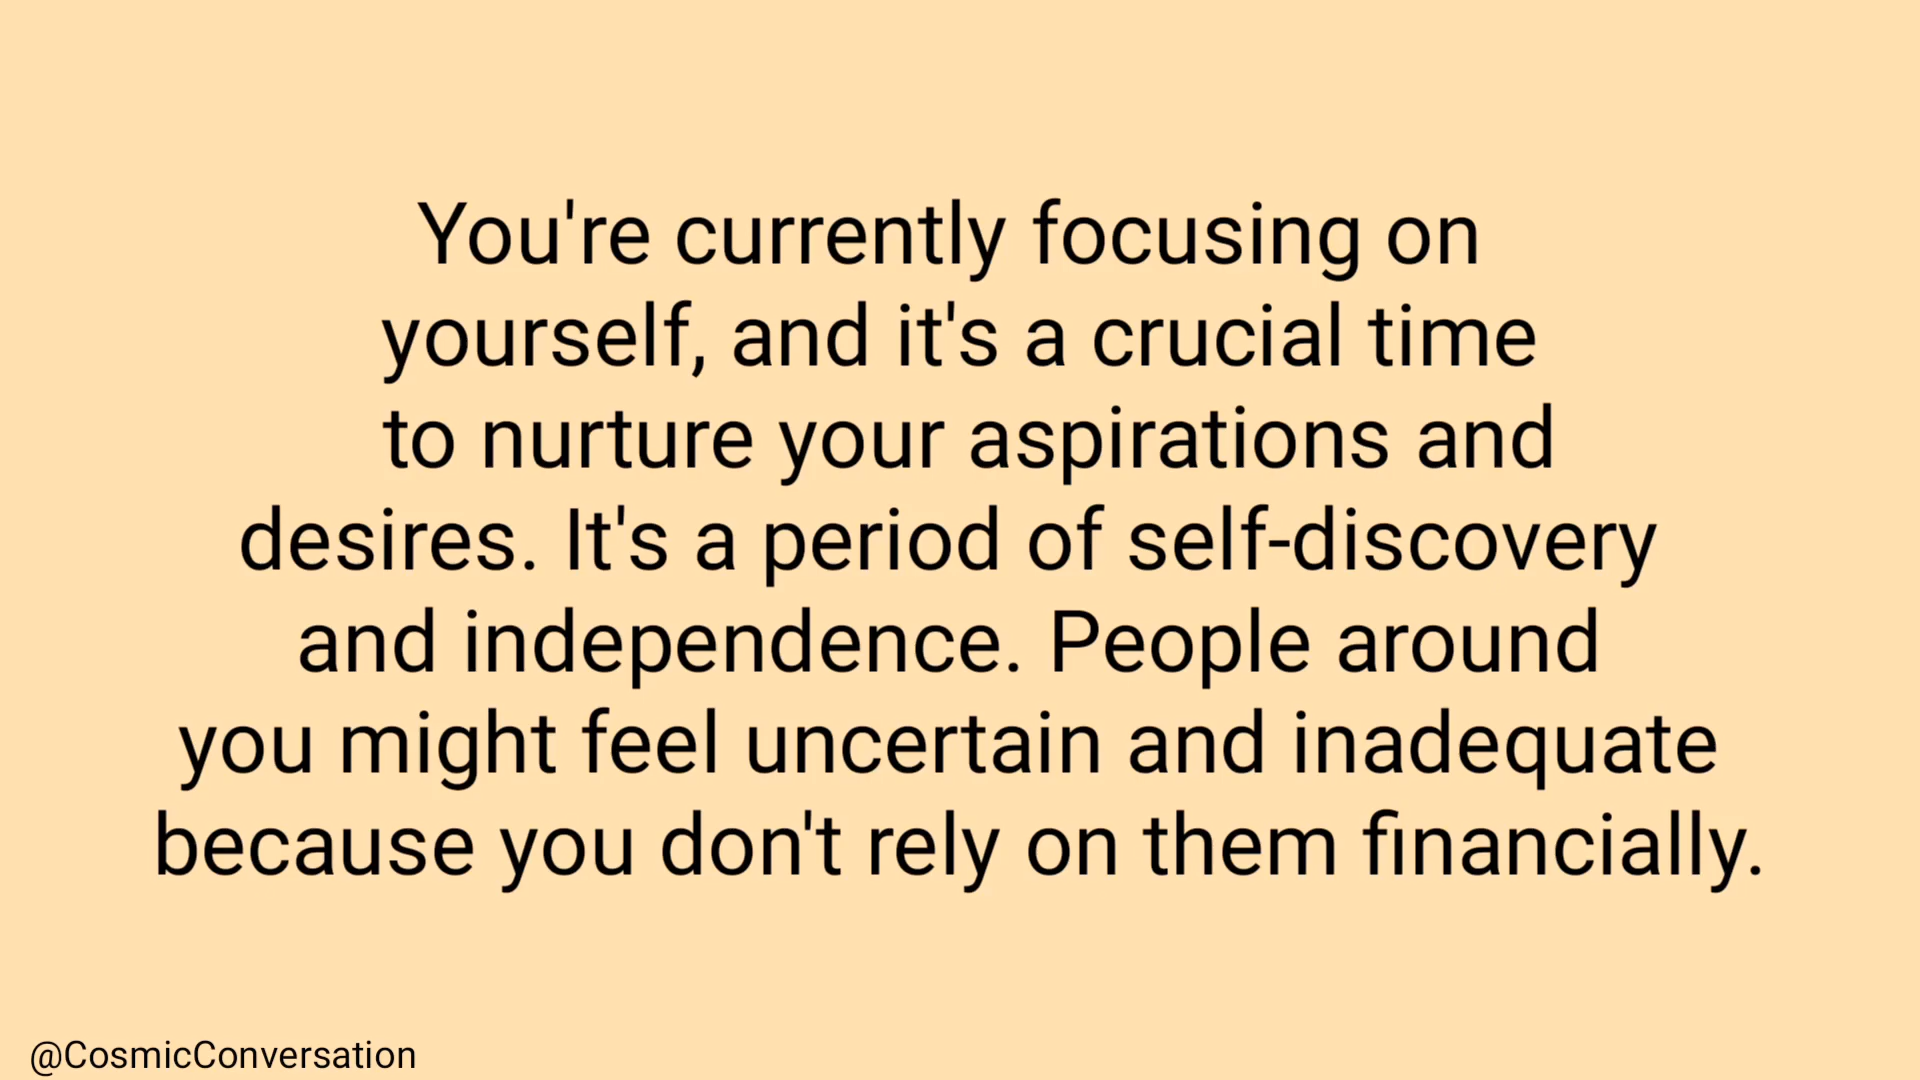 You're currently focusing on
yourself, and it's a crucial time
to nurture your aspirations and
desires. It's a period of self-discovery
and independence. People around
you might feel uncertain and inadequate
because you don't rely on them financially.
@CosmicConversation